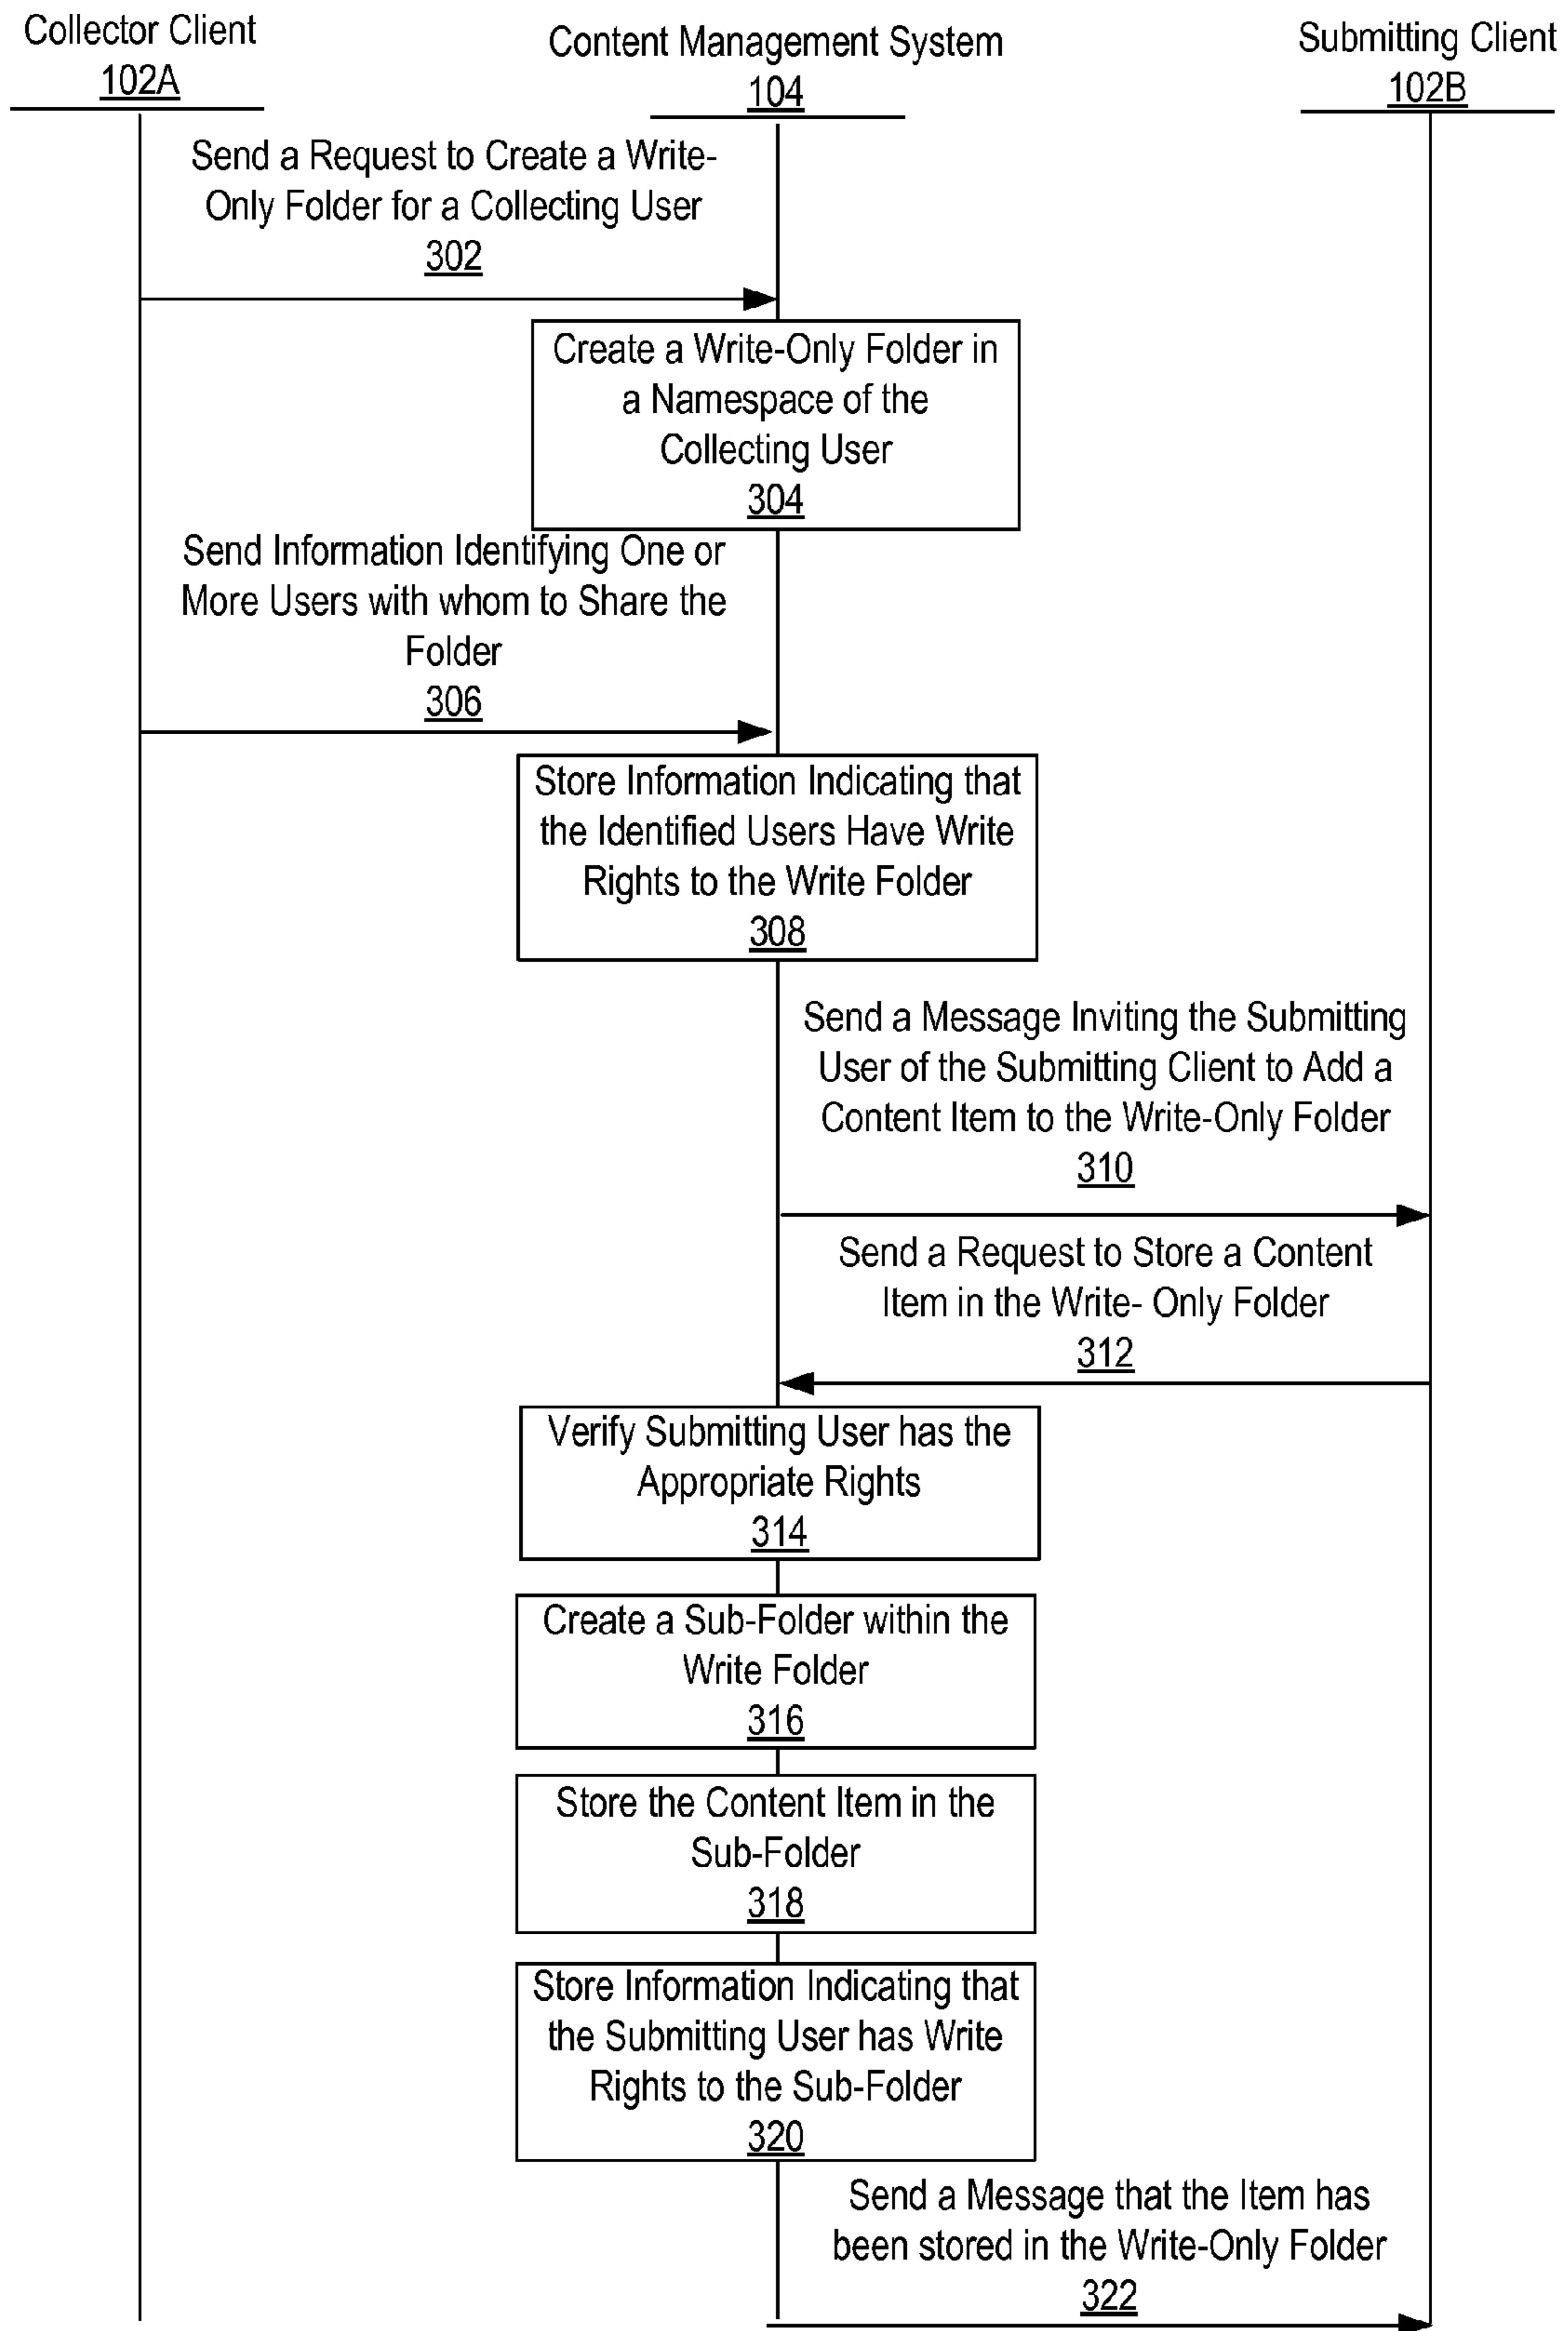 Collector Client
102A
Content Management System
104
Submitting Client
102B
Send a Request to Create a Write-
Only Folder for a Collecting User
302
Create a Write-Only Folder in
a Namespace of the
Collecting User
304
Send Information Identifying One or
More Users with whom to Share the
Folder
306
Store Information Indicating that
the Identified Users Have Write
Rights to the Write Folder
308
Send a Message Inviting the Submitting
User of the Submitting Client to Add a
Content Item to the Write-Only Folder
310
Send a Request to Store a Content
Item in the Write- Only Folder
312
Verify Submitting User has the
Appropriate Rights
314
Create a Sub-Folder within the
Write Folder
316
Store the Content Item in the
Sub-Folder
318
Store Information Indicating that
the Submitting User has Write
Rights to the Sub-Folder
320
Send a Message that the Item has
been stored in the Write-Only Folder
322